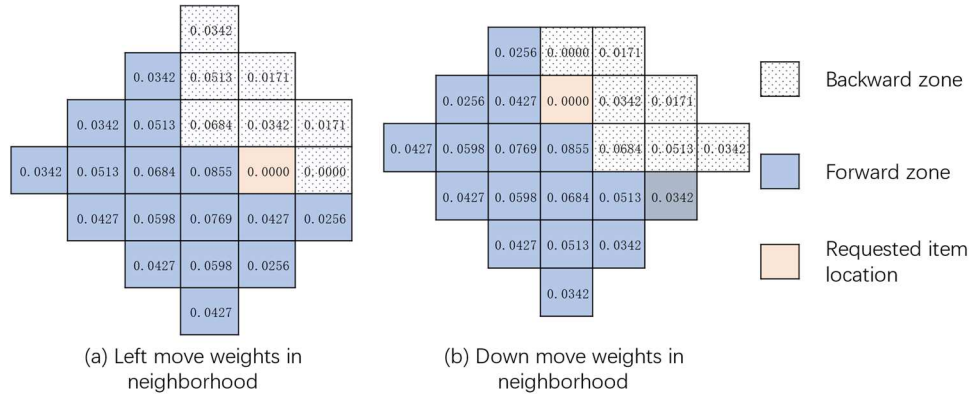 0.0342
0.0342 0.0513 0.0171
0.0342 0.0513 0.0684 0.0342 0.0171
0.0342 0.0513 0.0684 0.0855 0.0000 0.0000
0.0427 0.0598 0.0769 0.0427 0.0256
0.0427 0.0598 0.0256
0.0427
(a) Left move weights in
neighborhood
0.0256 0.0000 0.0171
0.0256 0.0427 0.0000 0.0342 0.0171
0.0427 0.0598 0.0769 0.0855 0.0684 0.0513 0.0342
0.0427 0.0598 0.0684 0.0513 0.0342
0.0427 0.0513 0.0342
0.0342
(b) Down move weights in
neighborhood
Backward zone
Forward zone
Requested item
location